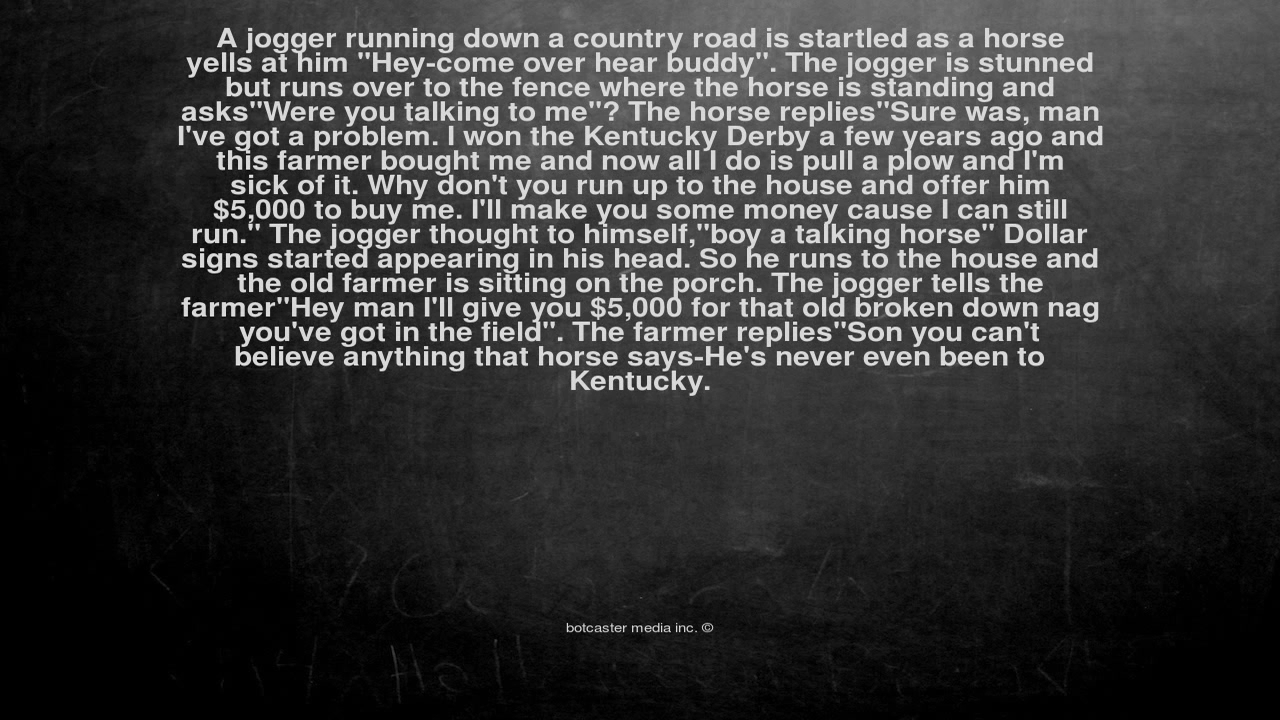 A jogger running down a country road is startled as a horse
yells at him "Hey-come over hear buddy". The jogger is stunned
but runs over to the fence where the horse is standing and
asks"Were you talking to me"? The horse replies"Sure was, man
I've got a problem. I won the Kentucky Derby a few years ago and
this farmer bought me and now all I do is pull a plow and I'm
sick of it. Why don't you run up to the house and offer him
$5,000 to buy me. I'll make you some money cause I can still
run." The jogger thought to himself,"boy a talking horse" Dollar
signs started appearing in his head. So he runs to the house and
the old farmer is sitting on the porch. The jogger tells the
farmer"Hey man I'll give you $5,000 for that old broken down nag
you've got in the field". The farmer replies"Son you can't
believe anything that horse says-He's never even been to
Kentucky.
botcaster media inc. ©